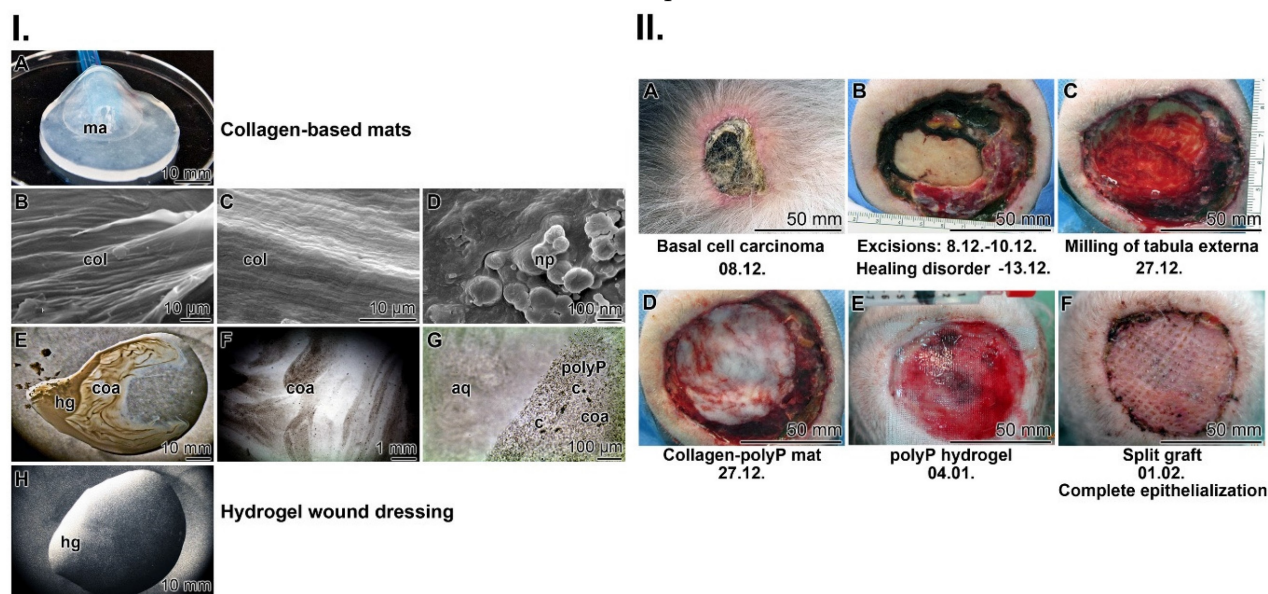 I.
A
ma
10 mm
Collagen-based mats
B
col
10 µm
C
col
10 µm
D
np
100 nm
E
hg
coa
10 mm
F
coa
1 mm
G
aq
polyP
c
coa
c
100 µm
H
hg
10 mm
Hydrogel wound dressing
II.
A
50 mm
Basal cell carcinoma
08.12.
B
50 mm
Excisions: 8.12.-10.12.
Healing disorder -13.12.
C
50 mm
Milling of tabula externa
27.12.
D
50 mm
Collagen-polyP mat
27.12.
E
50 mm
polyP hydrogel
04.01.
F
50 mm
Split graft
01.02.
Complete epithelialization